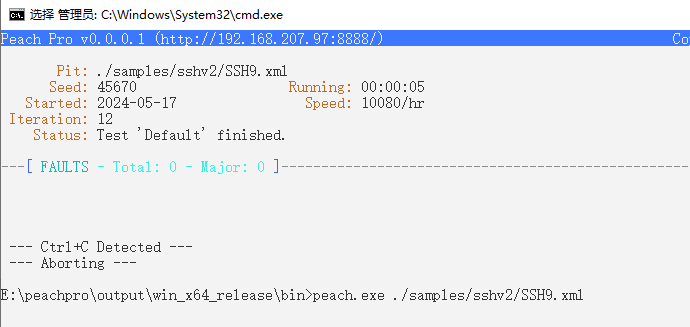 选择 管理员: C:\Windows\System32\cmd.exe
Peach Pro v0.0.0.1 (http://192.168.207.97:8888/) Co
Pit: ./samples/sshv2/SSH9.xml
Seed: 45670 Running: 00:00:05
Started: 2024-05-17 Speed: 10080/hr
Iteration: 12
Status: Test 'Default' finished.
---[ FAULTS - Total: 0 - Major: 0 ]---------------------------------------------------
--- Ctrl+C Detected ---
--- Aborting ---
E:\peachpro\output\win_x64_release\bin>peach.exe ./samples/sshv2/SSH9.xml